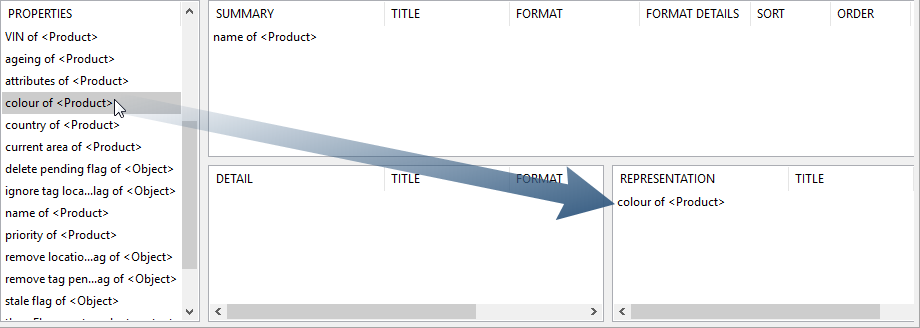 PROPERTIES
VIN of <Product>
ageing of <Product>
attributes of <Product>
colour of <Product>
country of <Product>
current area of <Product>
delete pending flag of <Object>
ignore tag loca...lag of <Object>
name of <Product>
priority of <Product>
remove locatio...ag of <Object>
remove tag pen...ag of <Object>
stale flag of <Object>
SUMMARY TITLE FORMAT FORMAT DETAILS SORT ORDER
name of <Product>
DETAIL TITLE FORMAT
REPRESENTATION TITLE
colour of <Product>